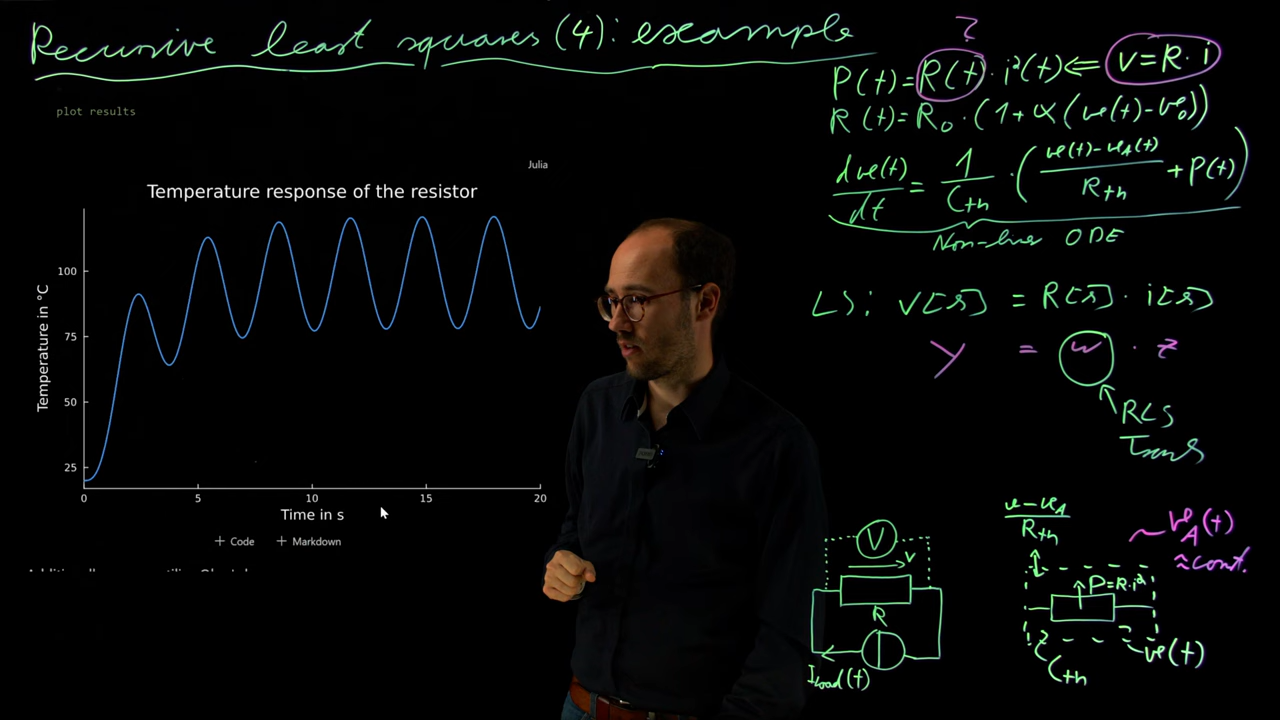 Recursive least squares (4): example
plot results
Julia
Temperature response of the resistor
Temperature in °C
100
75
50
25
0
5
10
15
20
Time in s
+ Code
+ Markdown
?
P(t)=R(t)·i²(t)⇐ v=R·i
R(t)=R₀·(1+α(ϑ(t)-ϑ₀))
dϑ(t)/dt = 1/Cth · (ϑ(t)-ϑA(t)/Rth + P(t))
Non-linear ODE
LS: v[k] = R[k]·i[k]
y = w · z
RLS
V
v
R
Iload(t)
ϑ-ϑA
Rth
P=R·i²
ϑA(t)
≈const.
ϑ(t)
Cth